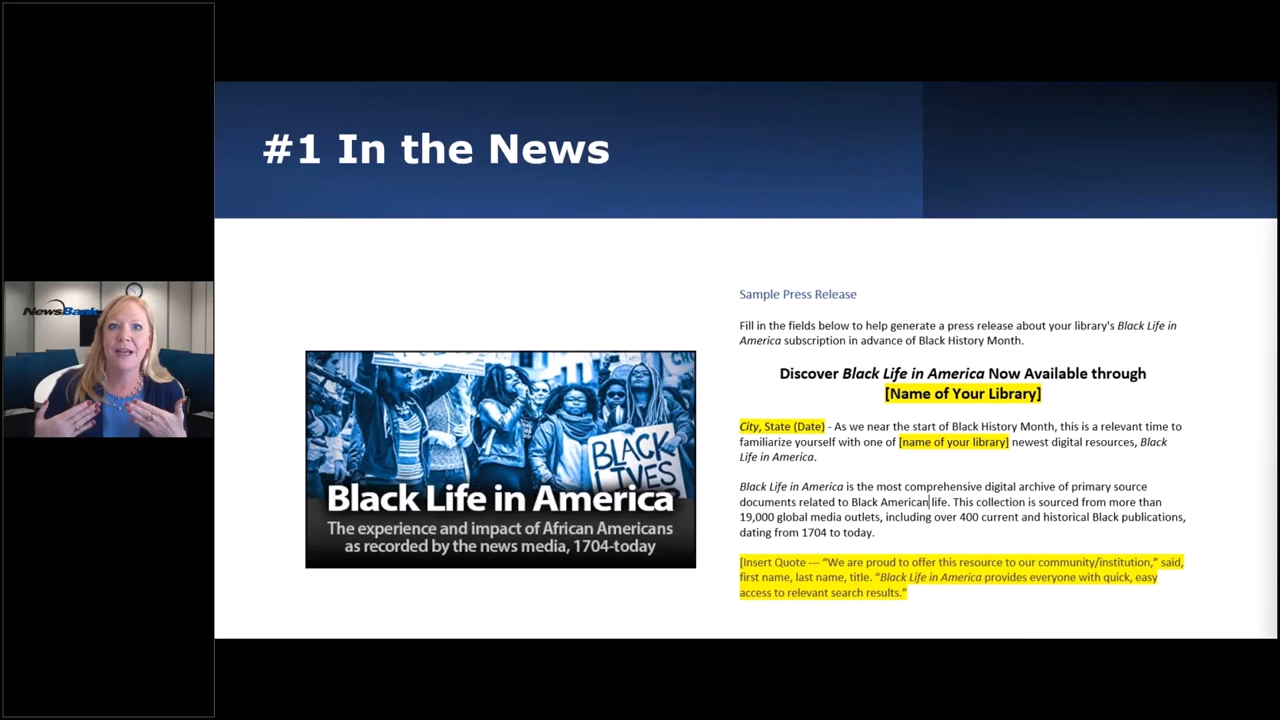 #1 In the News
NewsBank
Sample Press Release
Fill in the fields below to help generate a press release about your library's Black Life in
America subscription in advance of Black History Month.
Discover Black Life in America Now Available through
[Name of Your Library]
City, State (Date) - As we near the start of Black History Month, this is a relevant time to
familiarize yourself with one of [name of your library] newest digital resources, Black
Life in America.
Black Life in America is the most comprehensive digital archive of primary source
documents related to Black American life. This collection is sourced from more than
19,000 global media outlets, including over 400 current and historical Black publications,
dating from 1704 to today.
[Insert Quote --- “We are proud to offer this resource to our community/institution,” said,
first name, last name, title. “Black Life in America provides everyone with quick, easy
access to relevant search results.”
BLACK
LIVES
Black Life in America
The experience and impact of African Americans
as recorded by the news media, 1704-today